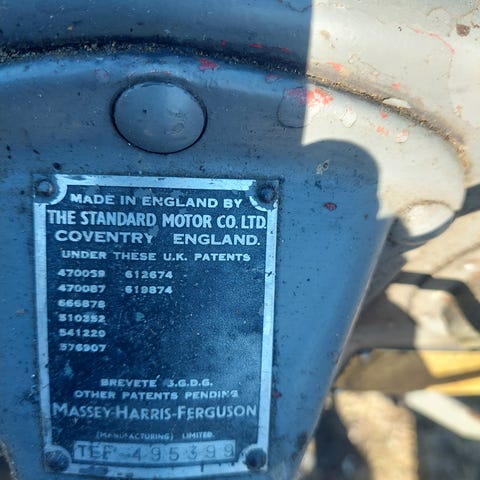 MADE IN ENGLAND BY
THE STANDARD MOTOR CO. LTD.
COVENTRY ENGLAND.
UNDER THESE U.K. PATENTS
470059 612674
470087 619874
666878
510352
541220
576907
BREVETE S.G.D.G.
OTHER PATENTS PENDING
MASSEY-HARRIS-FERGUSON
(MANUFACTURING) LIMITED.
TEF 495399